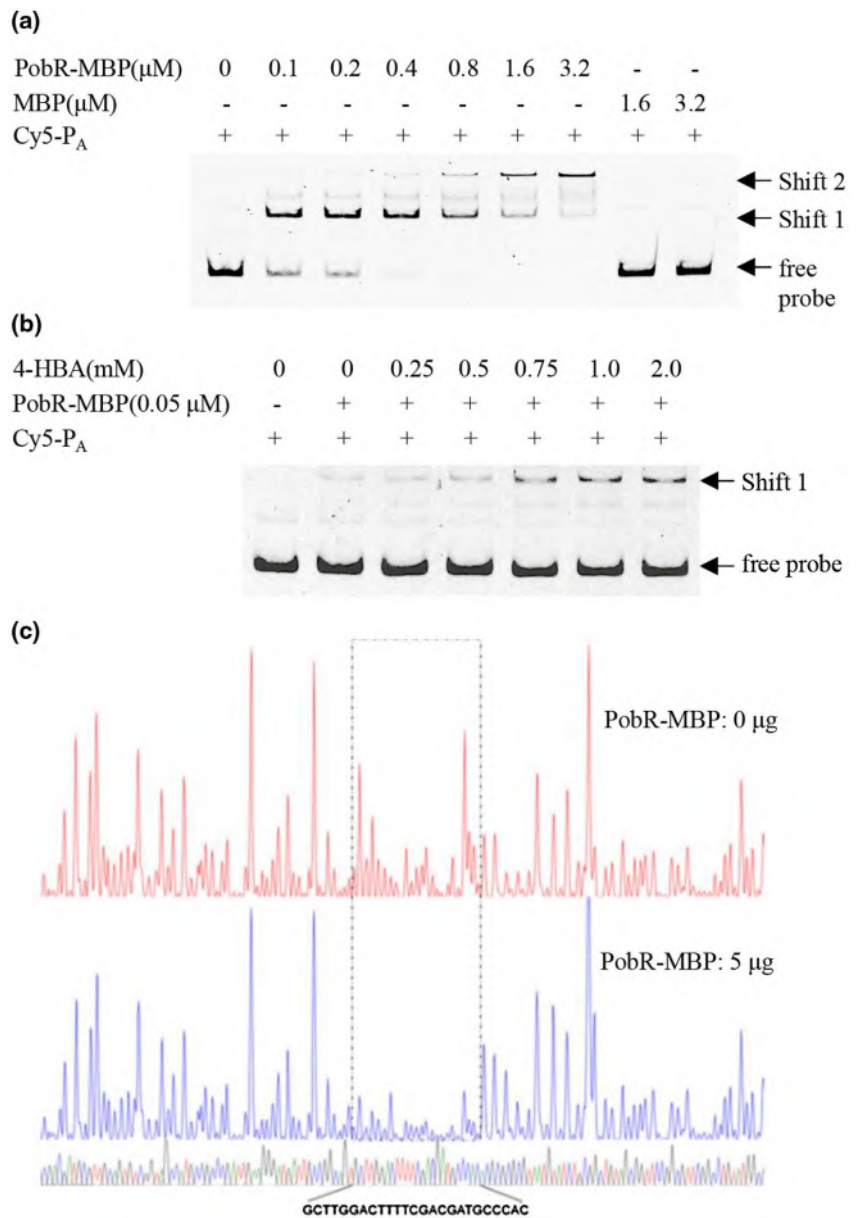 (a)
PobR-MBP(μM) 0 0.1 0.2 0.4 0.8 1.6 3.2 - -
MBP(μM) - - - - - - - 1.6 3.2
Cy5-PA + + + + + + + + +
Shift 2
Shift 1
free
probe
(b)
4-HBA(mM) 0 0 0.25 0.5 0.75 1.0 2.0
PobR-MBP(0.05 μM) - + + + + + +
Cy5-PA + + + + + + +
Shift 1
free probe
(c)
PobR-MBP: 0 μg
PobR-MBP: 5 μg
GCTTGGACTTTTCGACGATGCCCAC